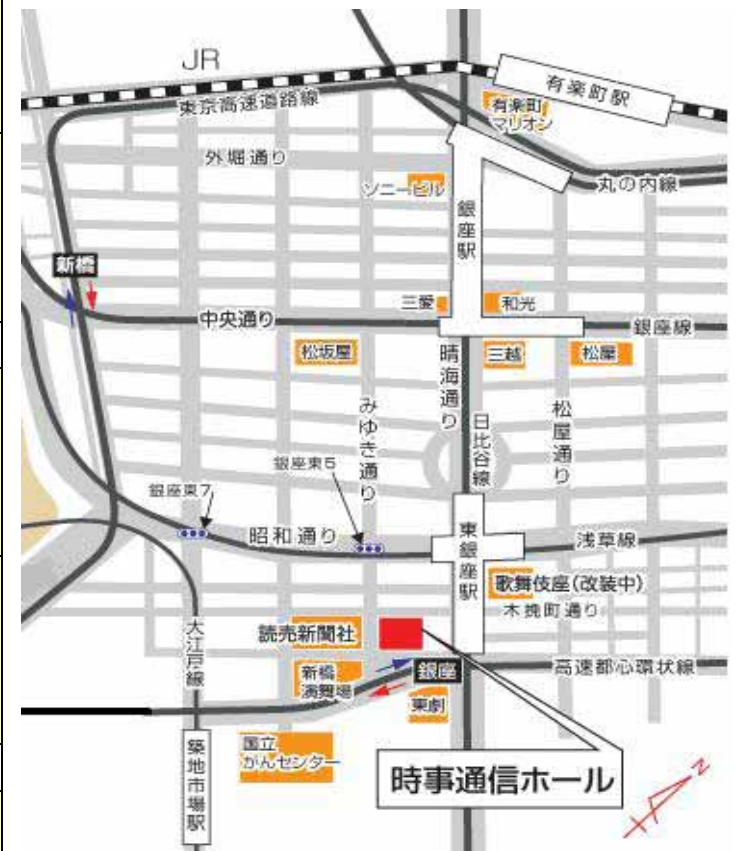 JR
有楽町駅
東京高速道路線
有楽町
マリオン
外堀通り
ソニービル
丸の内線
銀座駅
新橋
三愛
和光
中央通り
銀座線
松坂屋
晴海通り
三越
松屋
みゆき通り
日比谷線
松屋通り
銀座東5
銀座東7
昭和通り
東銀座駅
浅草線
歌舞伎座(改装中)
木挽町通り
大江戸線
読売新聞社
新橋
演舞場
銀座
高速都心環状線
東劇
国立
がんセンター
築地市場駅
時事通信ホール
N